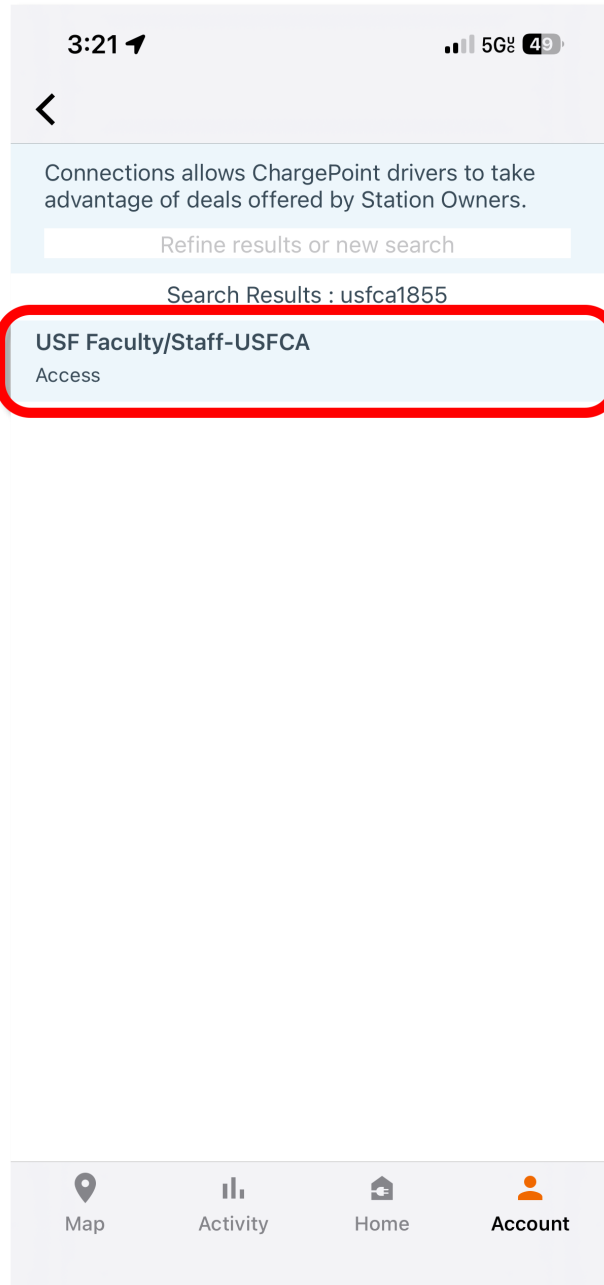 3:21 5GUC 49
Connections allows ChargePoint drivers to take
advantage of deals offered by Station Owners.
Refine results or new search
Search Results : usfca1855
USF Faculty/Staff-USFCA
Access
Map Activity Home Account